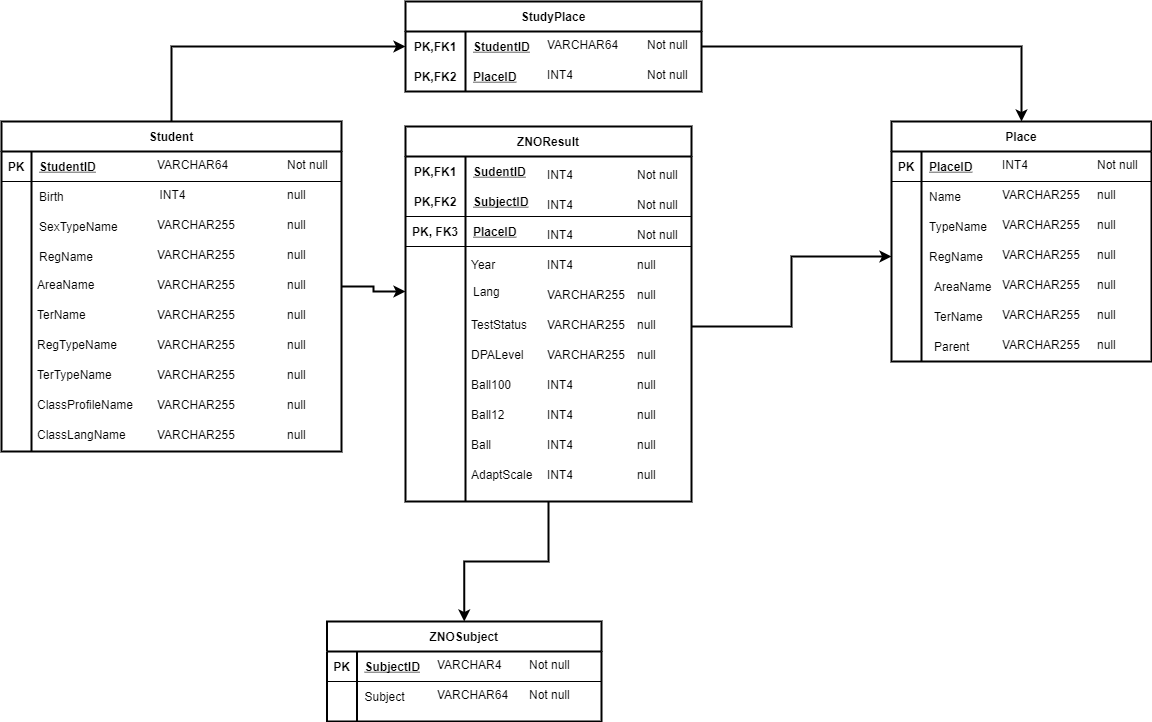 StudyPlace
PK,FK1 StudentID VARCHAR64 Not null
PK,FK2 PlaceID INT4 Not null
Student
PK StudentID VARCHAR64 Not null
Birth INT4 null
SexTypeName VARCHAR255 null
RegName VARCHAR255 null
AreaName VARCHAR255 null
TerName VARCHAR255 null
RegTypeName VARCHAR255 null
TerTypeName VARCHAR255 null
ClassProfileName VARCHAR255 null
ClassLangName VARCHAR255 null
ZNOResult
PK,FK1 SudentID INT4 Not null
PK,FK2 SubjectID INT4 Not null
PK, FK3 PlaceID INT4 Not null
Year INT4 null
Lang VARCHAR255 null
TestStatus VARCHAR255 null
DPALevel VARCHAR255 null
Ball100 INT4 null
Ball12 INT4 null
Ball INT4 null
AdaptScale INT4 null
Place
PK PlaceID INT4 Not null
Name VARCHAR255 null
TypeName VARCHAR255 null
RegName VARCHAR255 null
AreaName VARCHAR255 null
TerName VARCHAR255 null
Parent VARCHAR255 null
ZNOSubject
PK SubjectID VARCHAR4 Not null
Subject VARCHAR64 Not null